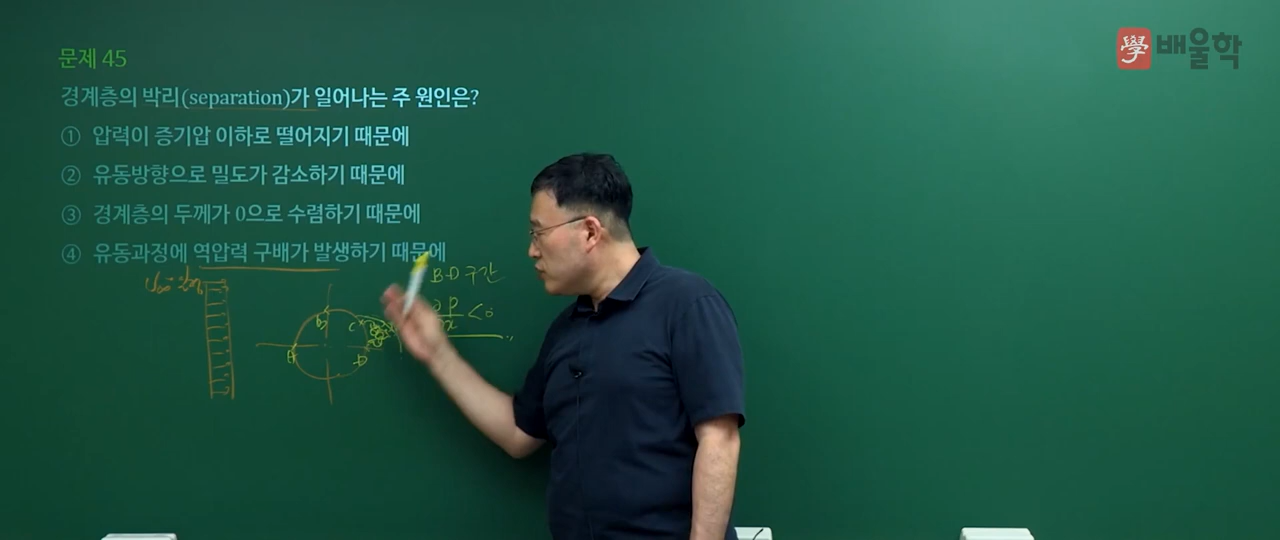 學 배울학
문제 45
경계층의 박리(separation)가 일어나는 주 원인은?
① 압력이 증기압 이하로 떨어지기 때문에
② 유동방향으로 밀도가 감소하기 때문에
③ 경계층의 두께가 0으로 수렴하기 때문에
④ 유동과정에 역압력 구배가 발생하기 때문에
B-D 구간
P
x < 0
B
C
A
D